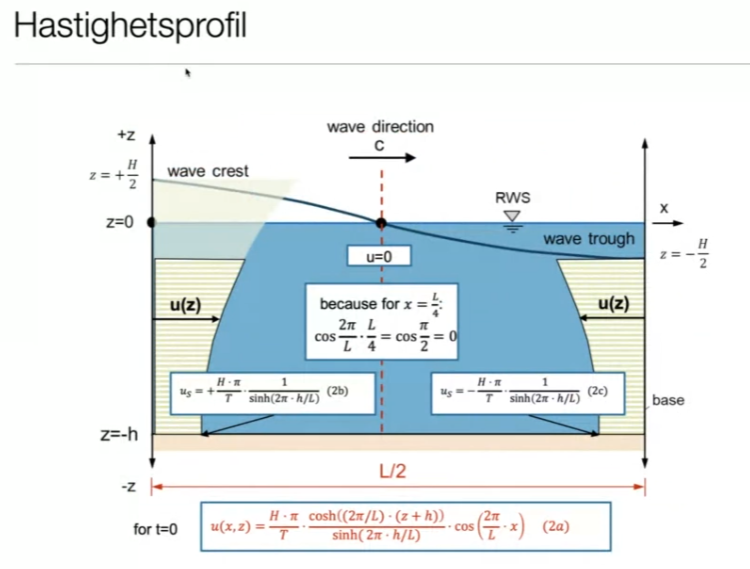 Hastighetsprofil
wave direction
c
+z
z = +H/2
wave crest
RWS
x
z=0
wave trough
z = −H/2
u=0
u(z)
because for x = L/4:
cos 2π/L · L/4 = cos π/2 = 0
u(z)
u_s = + H·π/T · 1/sinh(2π·h/L) (2b)
u_s = − H·π/T · 1/sinh(2π·h/L) (2c)
base
z=-h
L/2
-z
for t=0
u(x,z) = H·π/T · cosh((2π/L)·(z+h))/sinh(2π·h/L) · cos(2π/L · x) (2a)